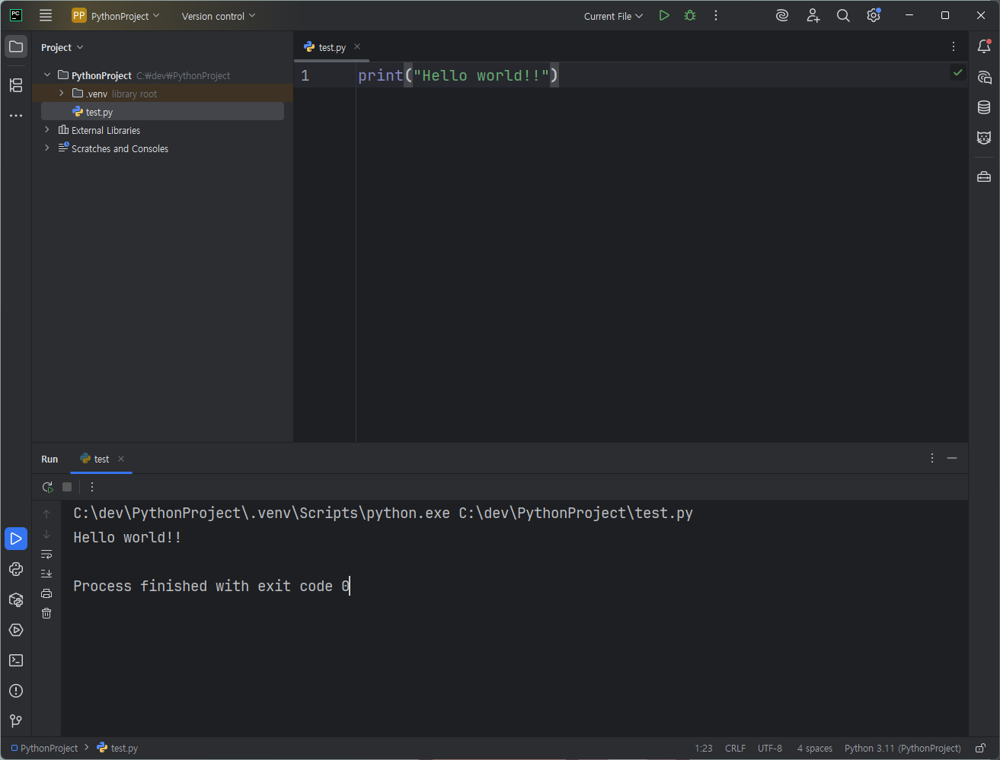 PC
PP PythonProject Version control Current File
Project
PythonProject C:₩dev₩PythonProject
.venv library root
test.py
External Libraries
Scratches and Consoles
test.py
1 print("Hello world!!")
Run test
C:\dev\PythonProject\.venv\Scripts\python.exe C:\dev\PythonProject\test.py
Hello world!!
Process finished with exit code 0
PythonProject > test.py 1:23 CRLF UTF-8 4 spaces Python 3.11 (PythonProject)